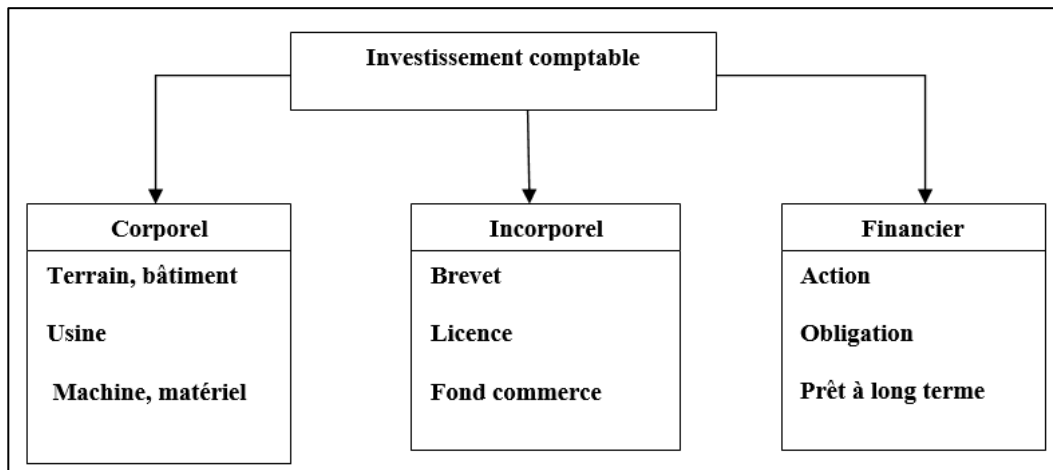 Investissement comptable
Corporel
Terrain, bâtiment
Usine
Machine, matériel
Incorporel
Brevet
Licence
Fond commerce
Financier
Action
Obligation
Prêt à long terme